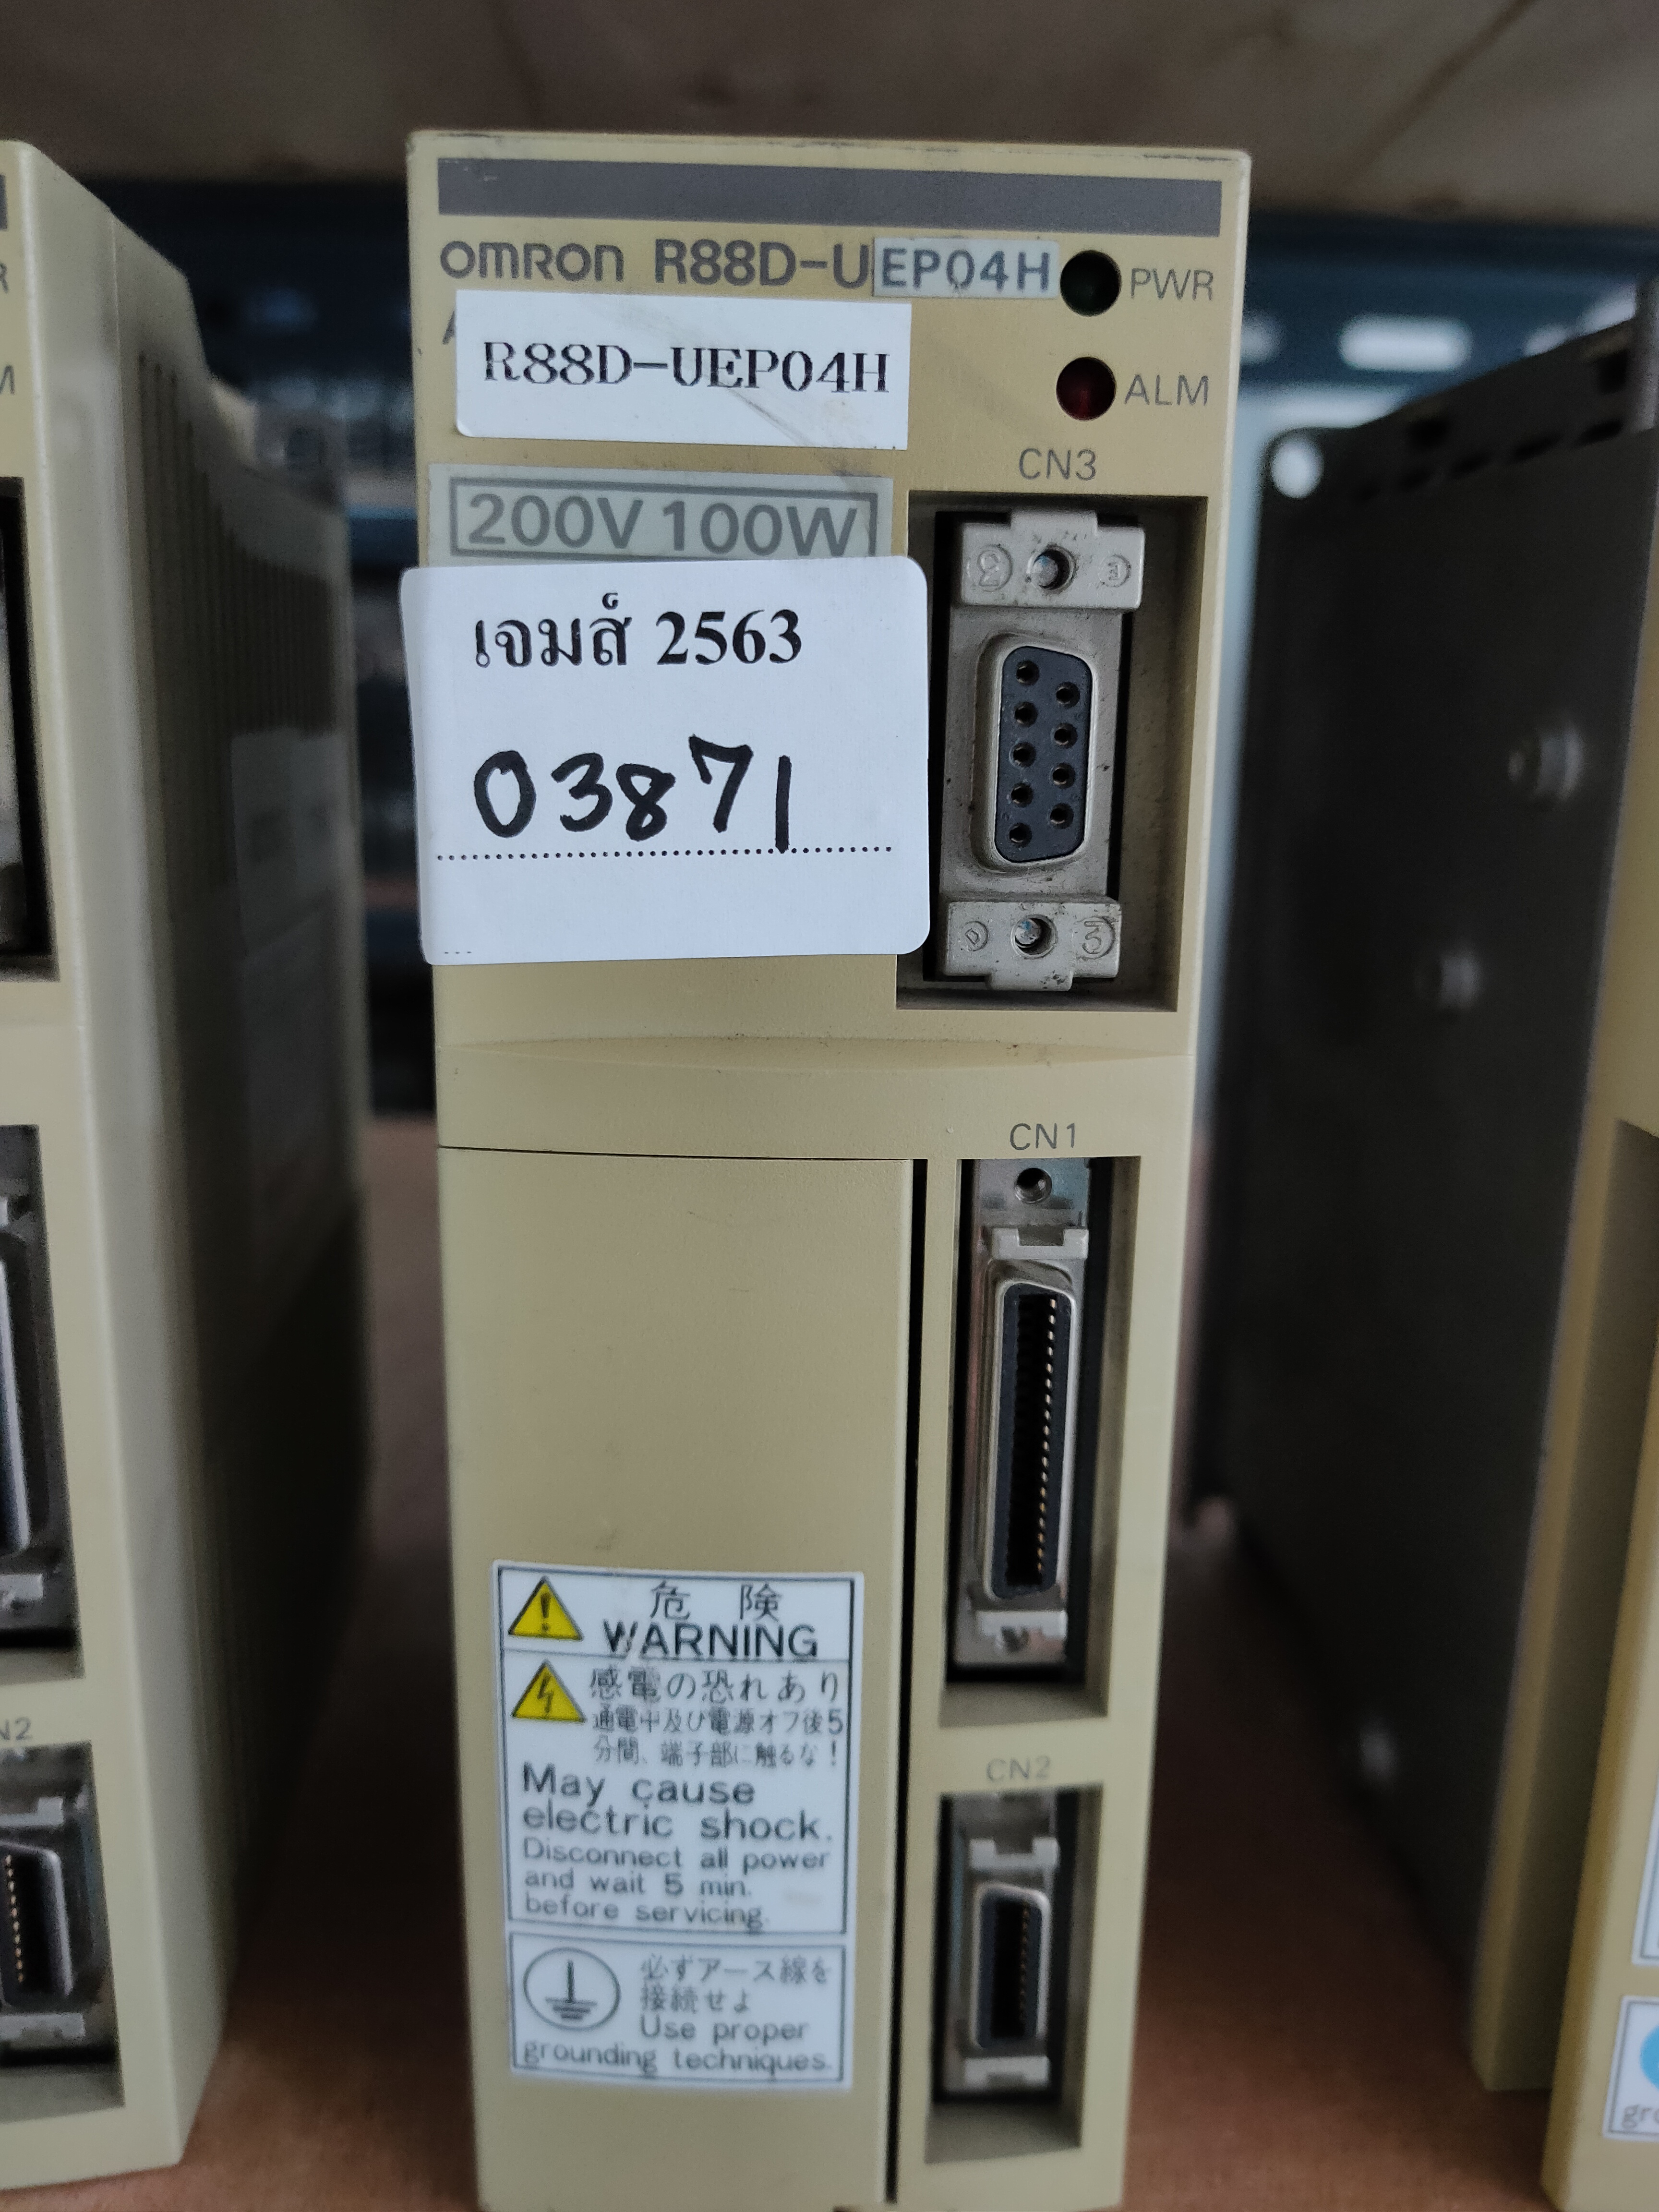 OMRON R88D-UEP04H
PWR
R88D-UEP04H
ALM
CN3
200V 100W
เจมส์ 2563
03871
CN1
危 険
WARNING
感電の恐れあり
通電中及び電源オフ後5
分間、端子部に触るな!
May cause
electric shock.
Disconnect all power
and wait 5 min.
before servicing.
必ずアース線を
接続せよ
Use proper
grounding techniques.
CN2
N2